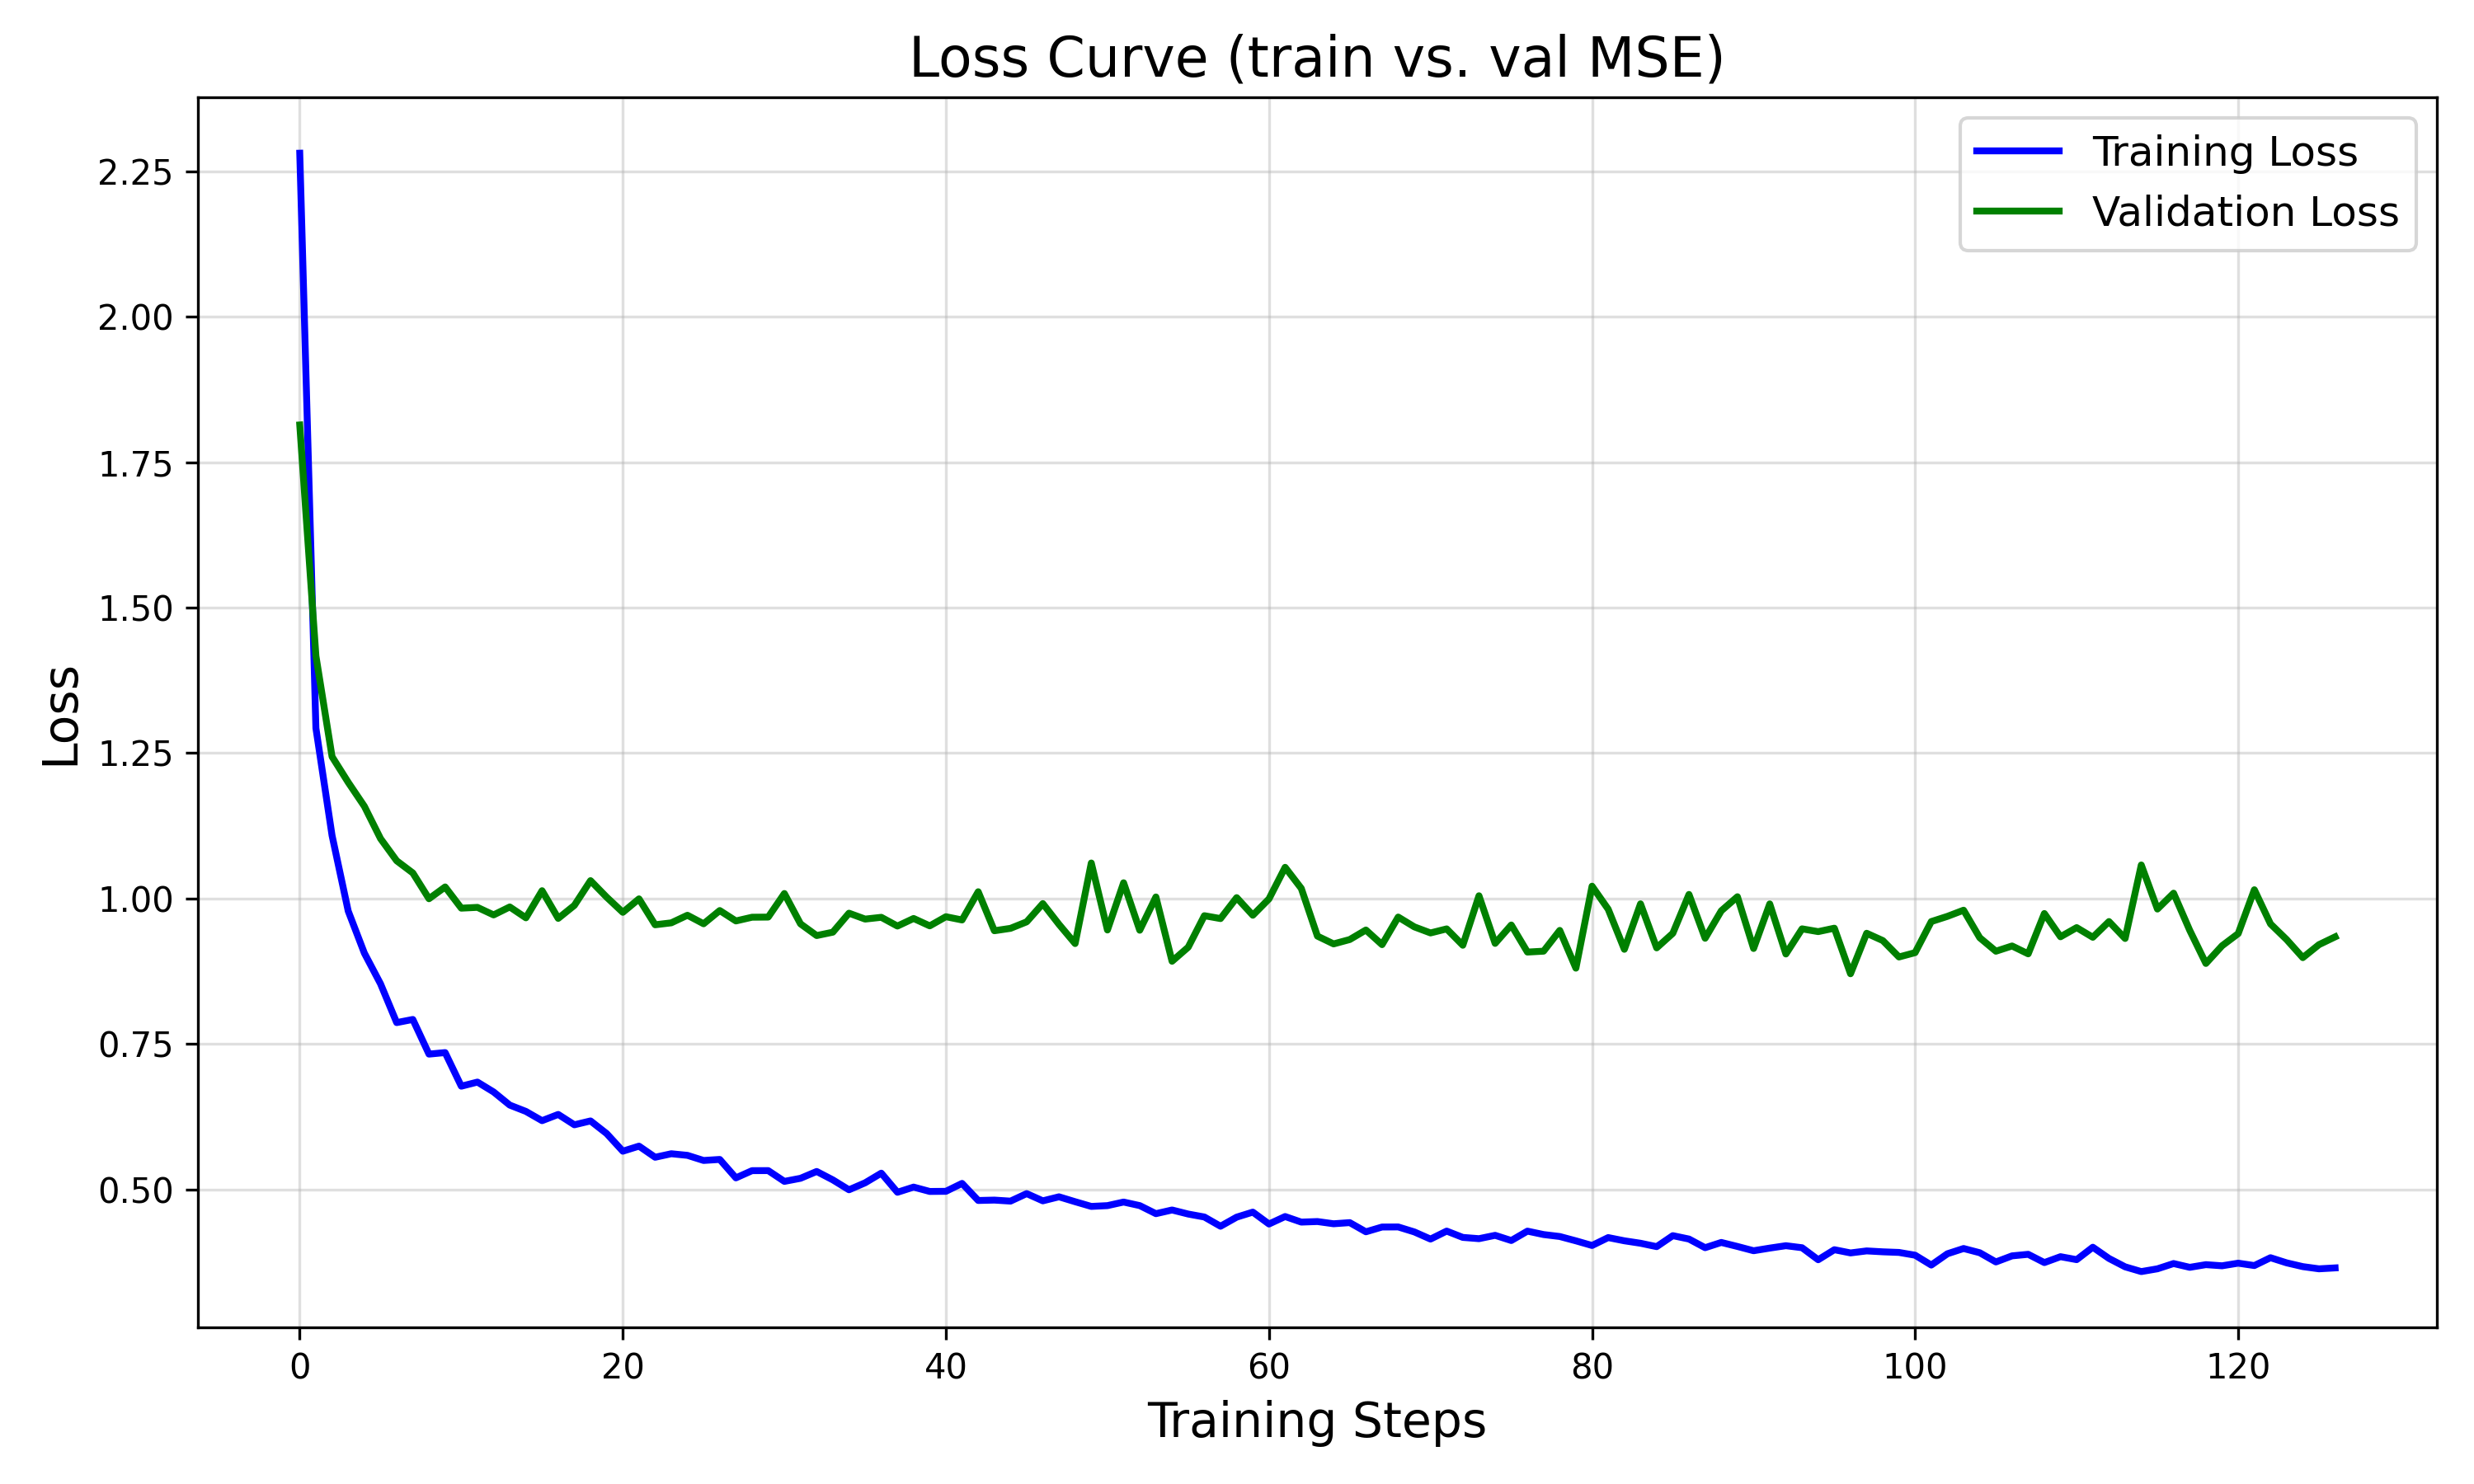 Loss Curve (train vs. val MSE)
Training Loss
Validation Loss
2.25
2.00
1.75
1.50
1.25
1.00
0.75
0.50
Loss
0 20 40 60 80 100 120
Training Steps